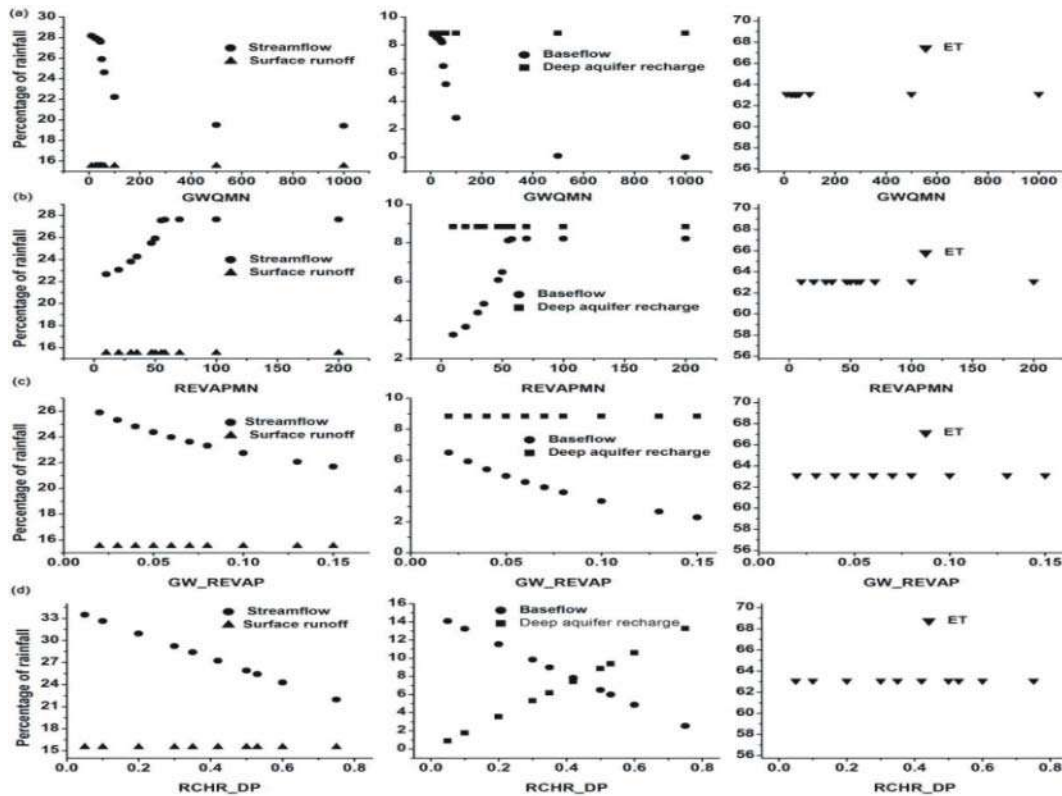 (a)
Percentage of rainfall
30
28
26
24
22
20
18
16
Streamflow
Surface runoff
0 200 400 600 800 1000
GWQMN
10
8
6
4
2
0
Baseflow
Deep aquifer recharge
0 200 400 600 800 1000
GWQMN
70
68
66
64
62
60
58
56
ET
0 200 400 600 800 1000
GWQMN
(b)
Percentage of rainfall
28
26
24
22
20
18
16
Streamflow
Surface runoff
0 50 100 150 200
REVAPMN
10
8
6
4
2
Baseflow
Deep aquifer recharge
0 50 100 150 200
REVAPMN
70
68
66
64
62
60
58
56
ET
0 50 100 150 200
REVAPMN
(c)
Percentage of rainfall
26
24
22
20
18
16
Streamflow
Surface runoff
0.00 0.05 0.10 0.15
GW_REVAP
10
8
6
4
2
0
Baseflow
Deep aquifer recharge
0.00 0.05 0.10 0.15
GW_REVAP
70
68
66
64
62
60
58
56
ET
0.00 0.05 0.10 0.15
GW_REVAP
(d)
Percentage of rainfall
33
30
27
24
21
18
15
Streamflow
Surface runoff
0.0 0.2 0.4 0.6 0.8
RCHR_DP
16
14
12
10
8
6
4
2
0
Baseflow
Deep aquifer recharge
0.0 0.2 0.4 0.6 0.8
RCHR_DP
70
68
66
64
62
60
58
56
ET
0.0 0.2 0.4 0.6 0.8
RCHR_DP